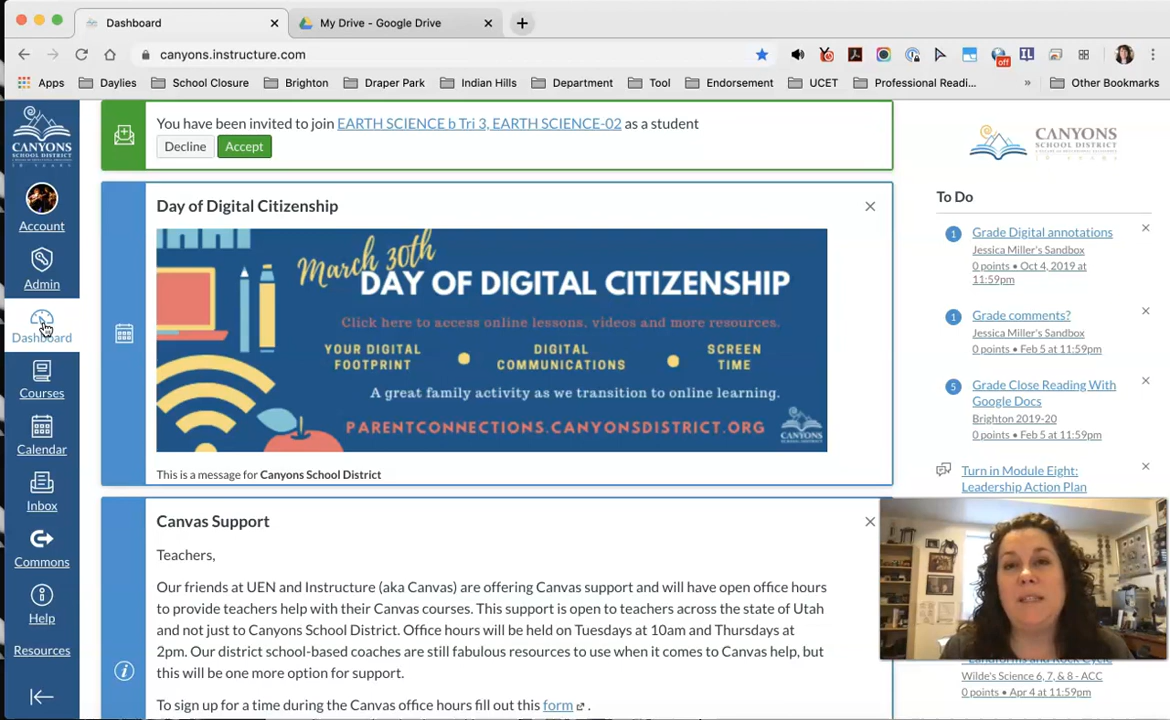 Dashboard
My Drive - Google Drive
canyons.instructure.com
off
Apps
Daylies
School Closure
Brighton
Draper Park
Indian Hills
Department
Tool
Endorsement
UCET
Professional Readi...
»
Other Bookmarks
CANYONS
SCHOOL DISTRICT
Account
Admin
Dashboard
Courses
Calendar
Inbox
Commons
Help
Resources
You have been invited to join EARTH SCIENCE b Tri 3, EARTH SCIENCE-02 as a student
Decline
Accept
Day of Digital Citizenship
March 30th
DAY OF DIGITAL CITIZENSHIP
Click here to access online lessons, videos and more resources.
YOUR DIGITAL
FOOTPRINT
DIGITAL
COMMUNICATIONS
SCREEN
TIME
A great family activity as we transition to online learning.
PARENTCONNECTIONS.CANYONSDISTRICT.ORG
CANYONS
This is a message for Canyons School District
Canvas Support
Teachers,
Our friends at UEN and Instructure (aka Canvas) are offering Canvas support and will have open office hours
to provide teachers help with their Canvas courses. This support is open to teachers across the state of Utah
and not just to Canyons School District. Office hours will be held on Tuesdays at 10am and Thursdays at
2pm. Our district school-based coaches are still fabulous resources to use when it comes to Canvas help, but
this will be one more option for support.
To sign up for a time during the Canvas office hours fill out this form .
CANYONS
SCHOOL DISTRICT
To Do
1
Grade Digital annotations
Jessica Miller's Sandbox
0 points • Oct 4, 2019 at
11:59pm
1
Grade comments?
Jessica Miller's Sandbox
0 points • Feb 5 at 11:59pm
5
Grade Close Reading With
Google Docs
Brighton 2019-20
0 points • Feb 5 at 11:59pm
Turn in Module Eight:
Leadership Action Plan
Landforms and Rock Cycle
Wilde's Science 6, 7, & 8 - ACC
0 points • Apr 4 at 11:59pm